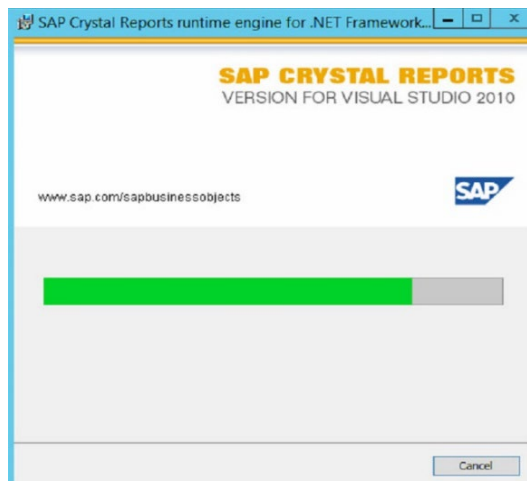 SAP Crystal Reports runtime engine for .NET Framework...
SAP CRYSTAL REPORTS
VERSION FOR VISUAL STUDIO 2010
www.sap.com/sapbusinessobjects
SAP
Cancel